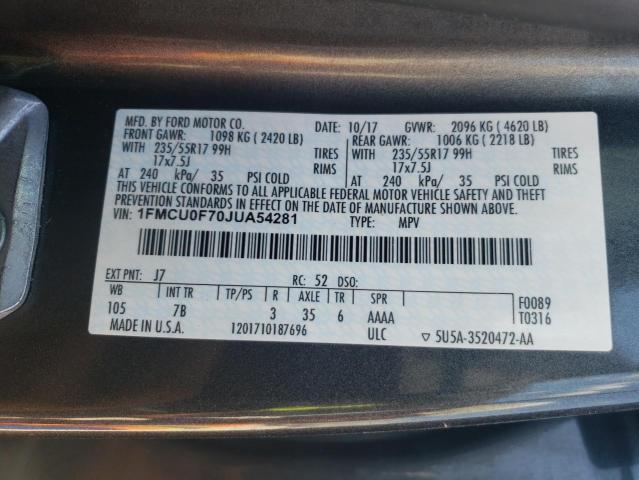 MFD. BY FORD MOTOR CO. DATE: 10/17 GVWR: 2096 KG ( 4620 LB)
FRONT GAWR: 1098 KG ( 2420 LB) REAR GAWR: 1006 KG ( 2218 LB)
WITH 235/55R17 99H TIRES WITH 235/55R17 99H TIRES
17x7.5J RIMS 17x7.5J RIMS
AT 240 kPa/ 35 PSI COLD AT 240 kPa/ 35 PSI COLD
THIS VEHICLE CONFORMS TO ALL APPLICABLE FEDERAL MOTOR VEHICLE SAFETY AND THEFT
PREVENTION STANDARDS IN EFFECT ON THE DATE OF MANUFACTURE SHOWN ABOVE.
VIN: 1FMCU0F70JUA54281 TYPE: MPV
EXT PNT: J7 RC: 52 DSO:
WB INT TR TP/PS R AXLE TR SPR F0089
105 7B 3 35 6 AAAA T0316
MADE IN U.S.A. 1201710187696 ULC ▽ 5U5A-3520472-AA